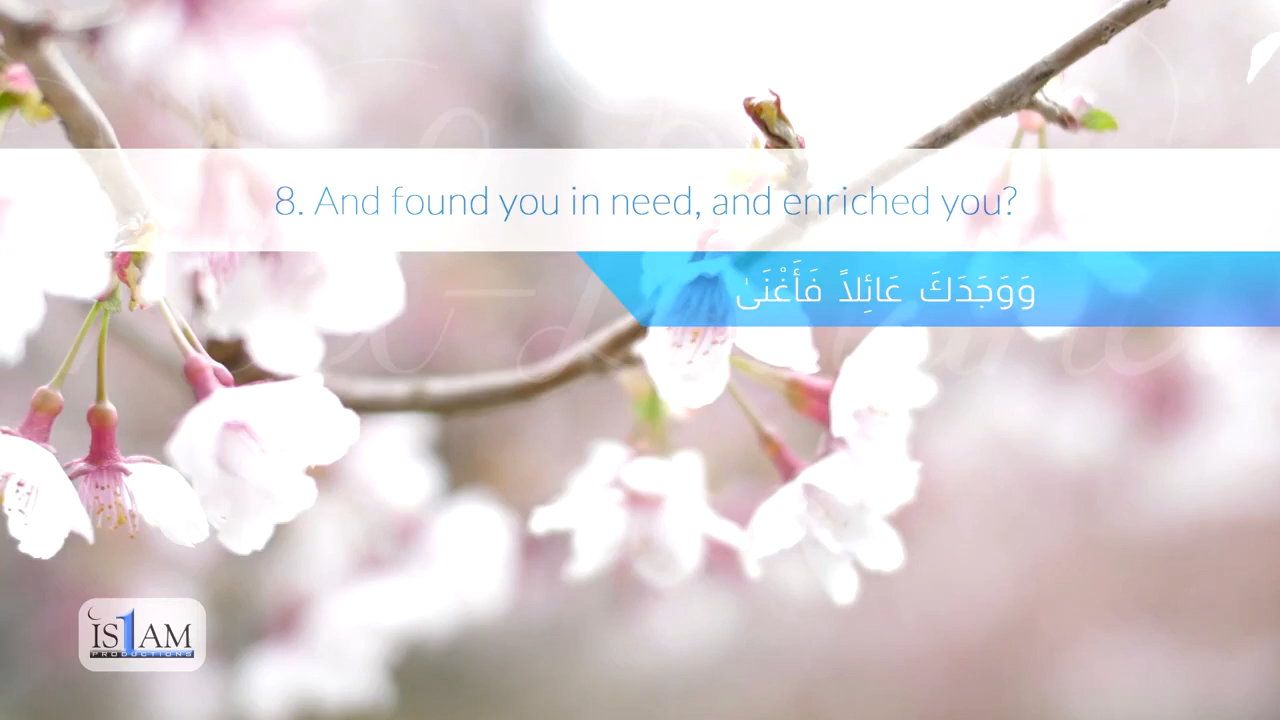 8. And found you in need, and enriched you?
وَوَجَدَكَ عَائِلاً فَأَغْنَىٰ
IS1AM
PRODUCTIONS